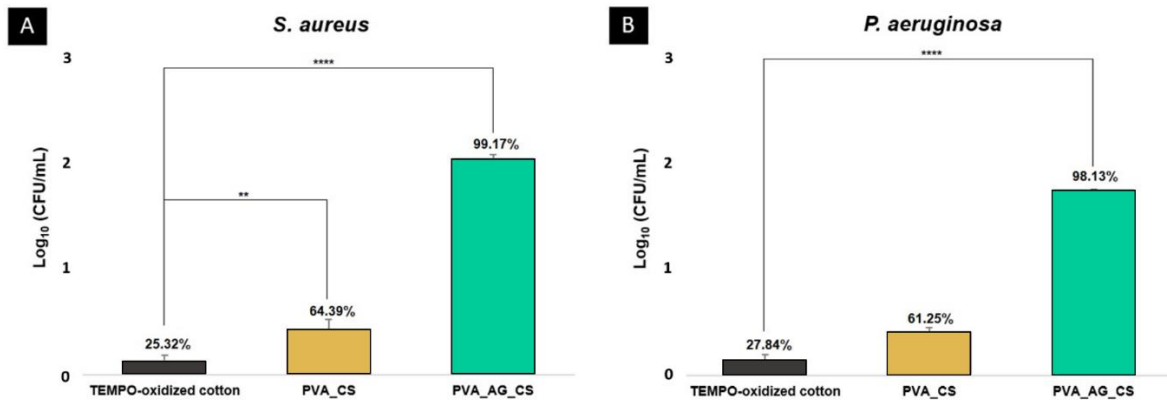 A
S. aureus
Log₁₀ (CFU/mL)
3
2
1
0
****
**
25.32%
64.39%
99.17%
TEMPO-oxidized cotton
PVA_CS
PVA_AG_CS
B
P. aeruginosa
Log₁₀ (CFU/mL)
3
2
1
0
****
27.84%
61.25%
98.13%
TEMPO-oxidized cotton
PVA_CS
PVA_AG_CS